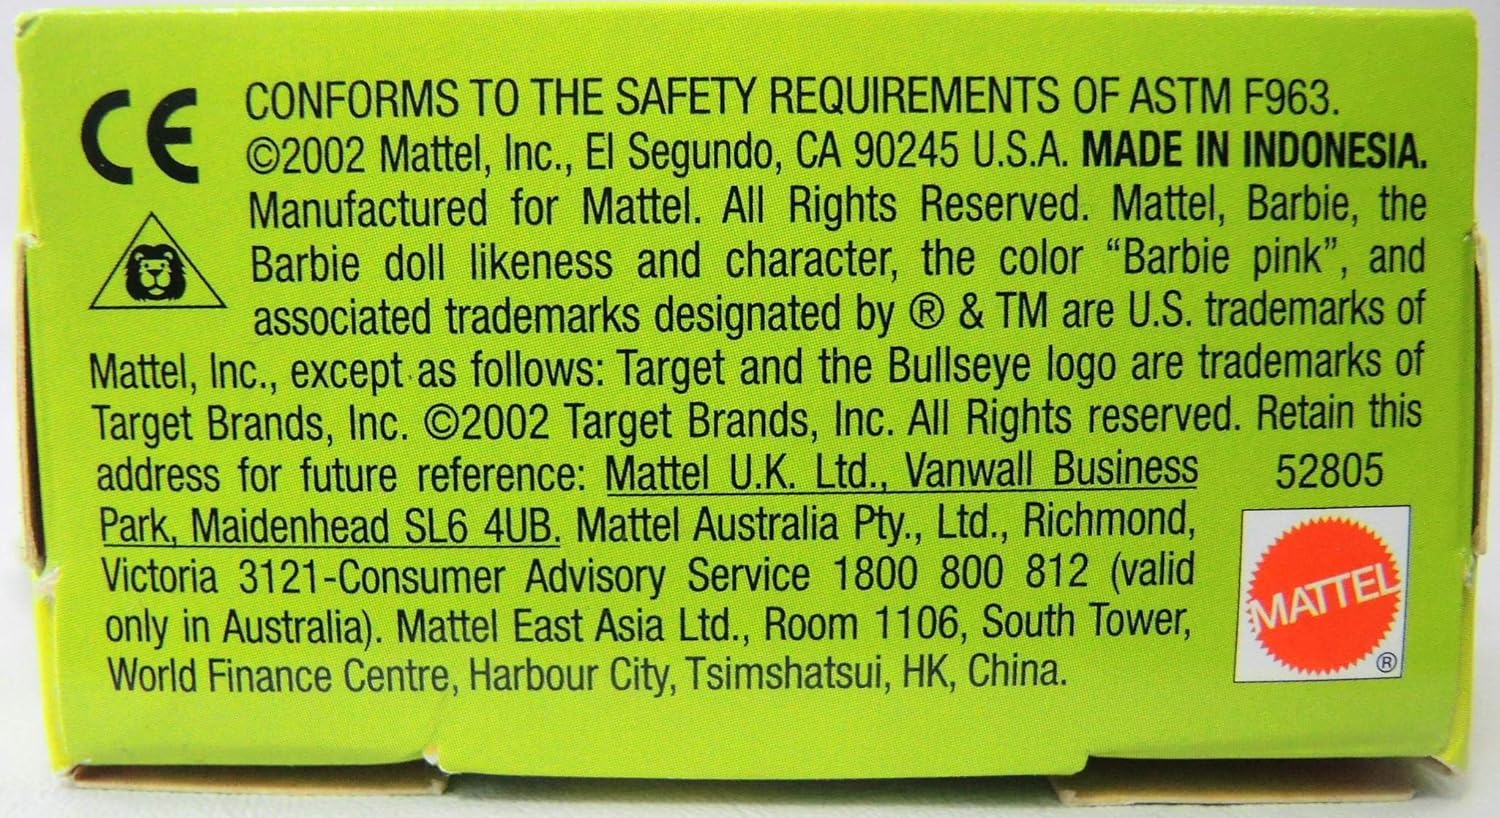 CE CONFORMS TO THE SAFETY REQUIREMENTS OF ASTM F963.
©2002 Mattel, Inc., El Segundo, CA 90245 U.S.A. MADE IN INDONESIA.
Manufactured for Mattel. All Rights Reserved. Mattel, Barbie, the
Barbie doll likeness and character, the color “Barbie pink”, and
associated trademarks designated by ® & TM are U.S. trademarks of
Mattel, Inc., except as follows: Target and the Bullseye logo are trademarks of
Target Brands, Inc. ©2002 Target Brands, Inc. All Rights reserved. Retain this
address for future reference: Mattel U.K. Ltd., Vanwall Business
Park, Maidenhead SL6 4UB. Mattel Australia Pty., Ltd., Richmond,
Victoria 3121-Consumer Advisory Service 1800 800 812 (valid
only in Australia). Mattel East Asia Ltd., Room 1106, South Tower,
World Finance Centre, Harbour City, Tsimshatsui, HK, China.
52805
MATTEL
®